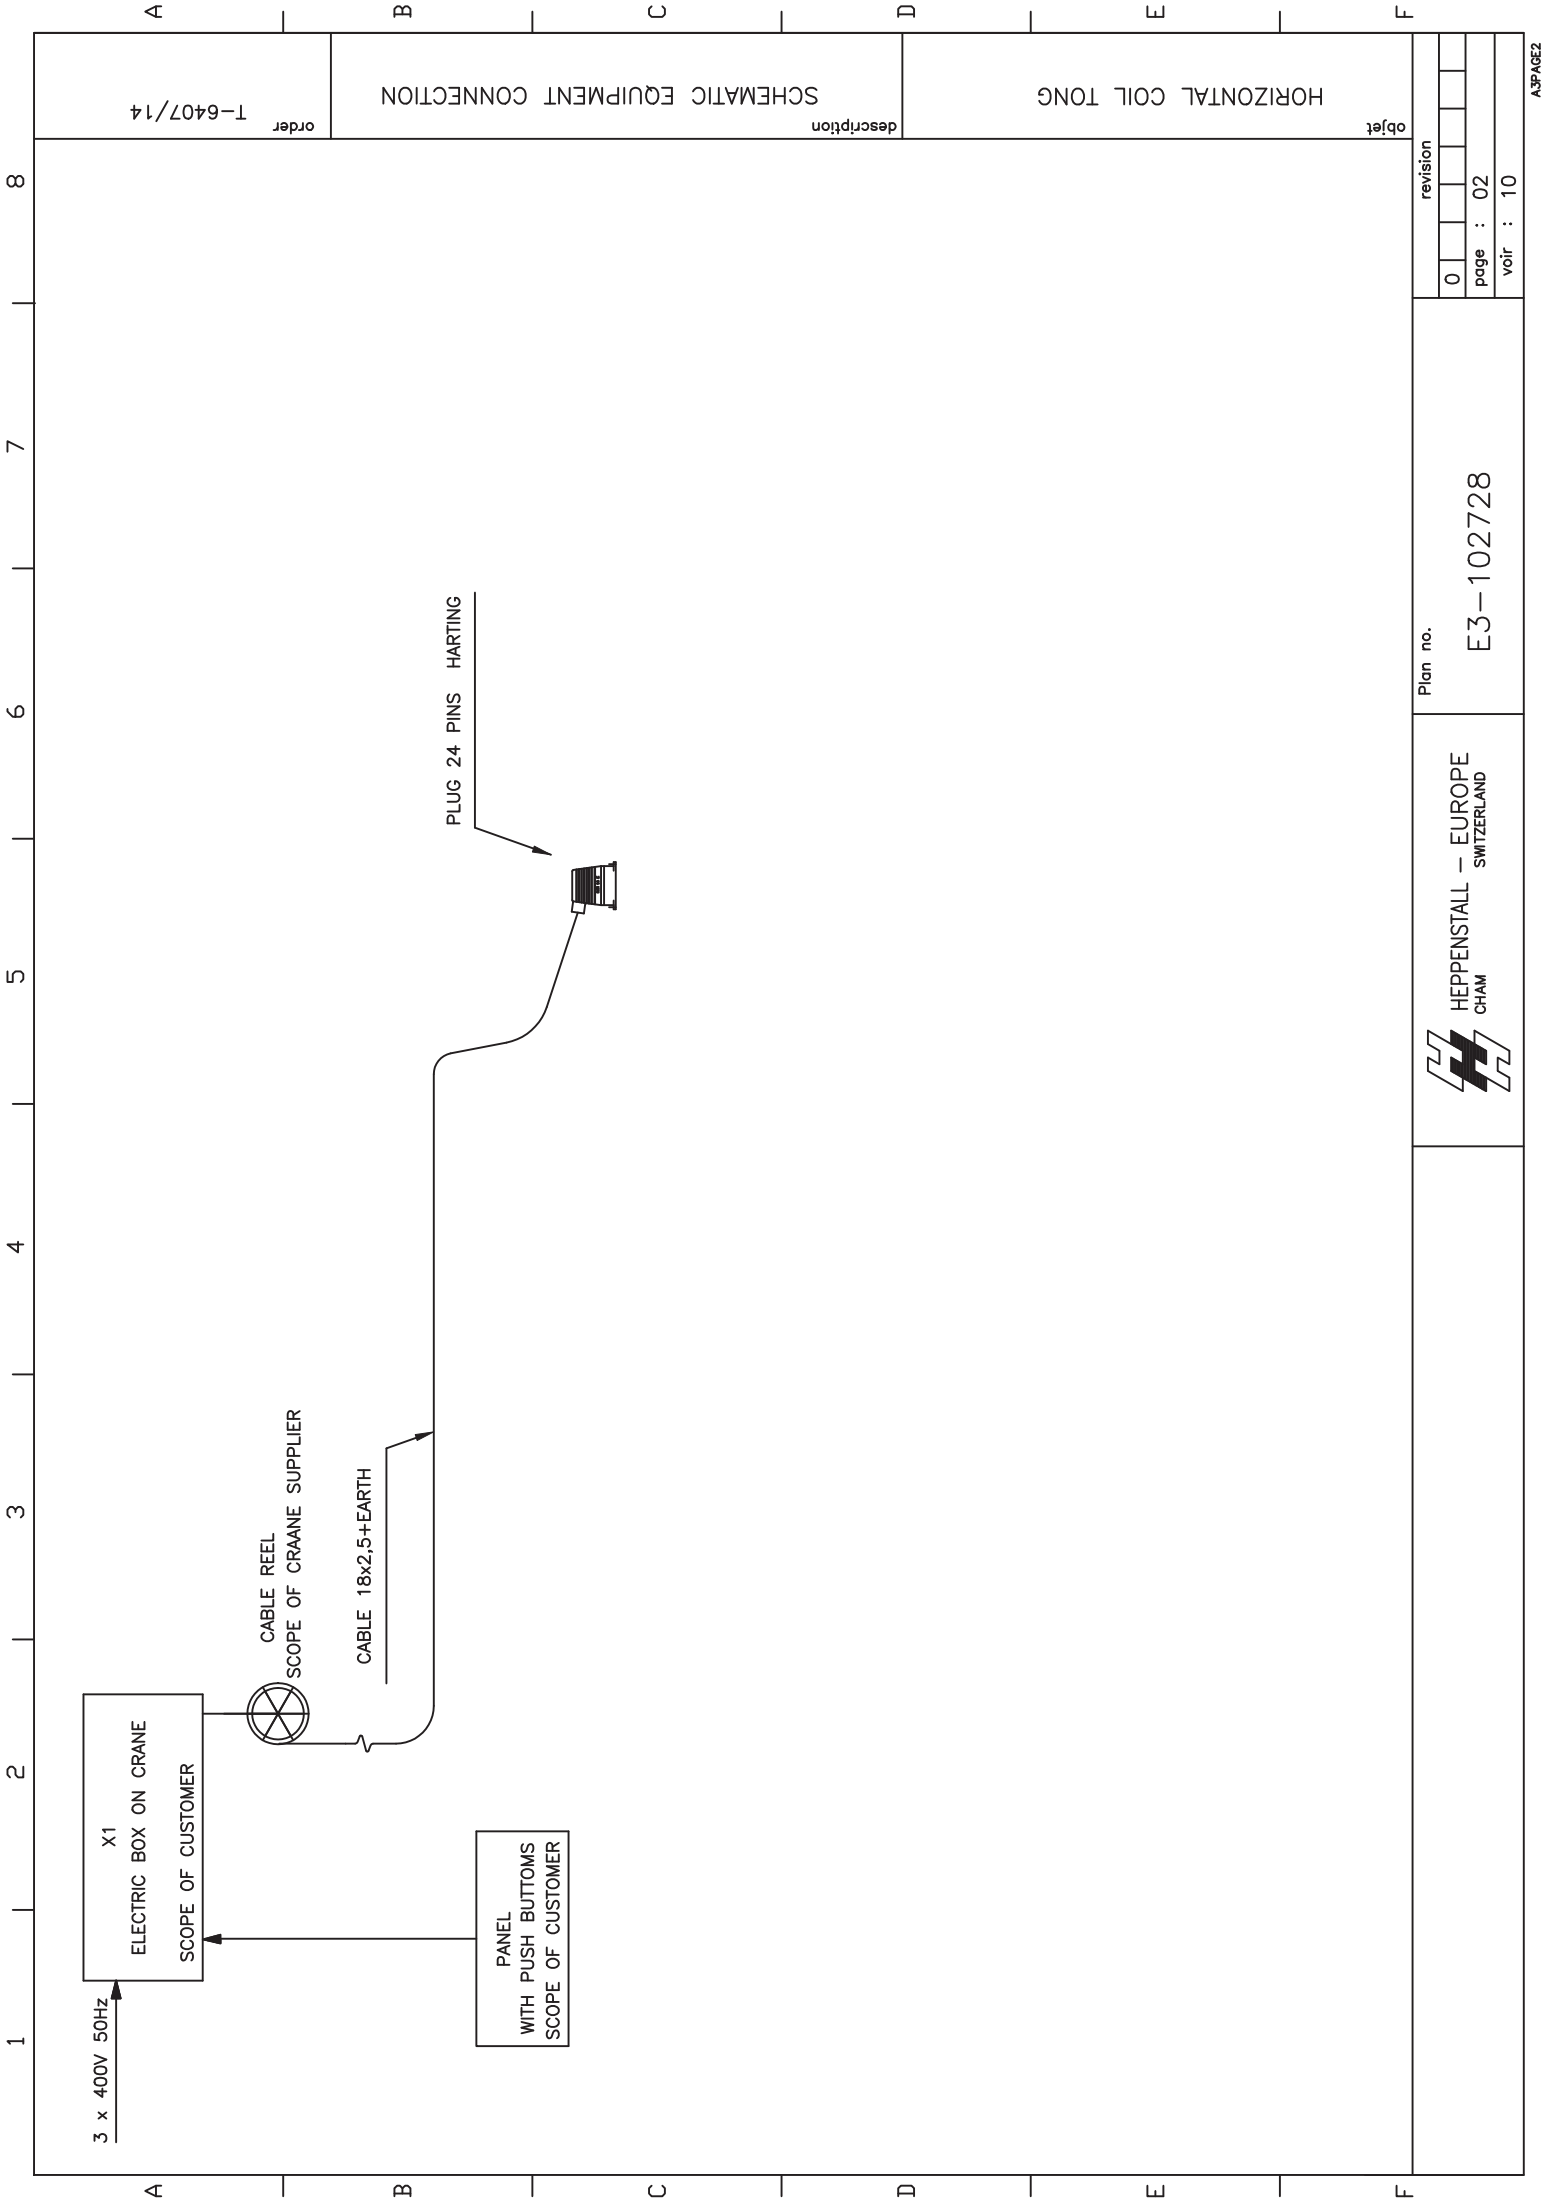 1
2
3
4
5
6
7
8
A
B
C
D
E
F
3 x 400V 50Hz
X1
ELECTRIC BOX ON CRANE
SCOPE OF CUSTOMER
PANEL
WITH PUSH BUTTOMS
SCOPE OF CUSTOMER
CABLE REEL
SCOPE OF CRAANE SUPPLIER
CABLE 18x2,5+EARTH
PLUG 24 PINS HARTING
order
T-6407/14
description
SCHEMATIC EQUIPMENT CONNECTION
objet
HORIZONTAL COIL TONG
A
B
C
D
E
F
HEPPENSTALL – EUROPE
CHAM SWITZERLAND
Plan no.
E3-102728
revision
0
page : 02
voir : 10
A3PAGE2